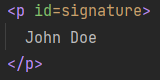 <p id=signature>
John Doe
</p>